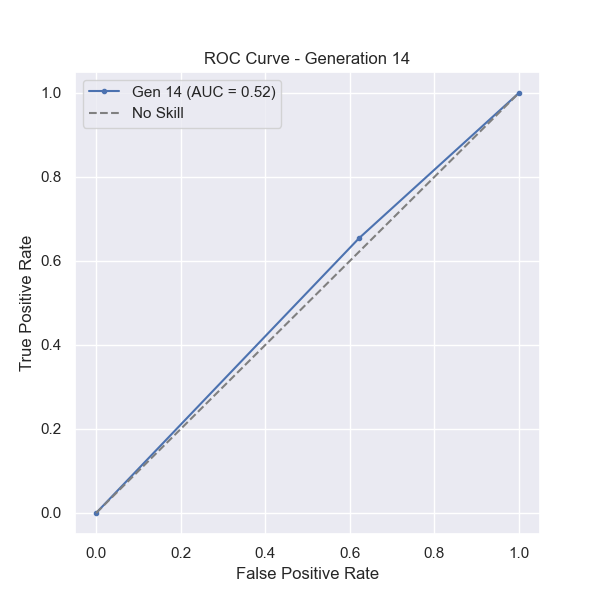 ROC Curve - Generation 14
Gen 14 (AUC = 0.52)
No Skill
1.0
0.8
0.6
0.4
0.2
0.0
True Positive Rate
0.0 0.2 0.4 0.6 0.8 1.0
False Positive Rate